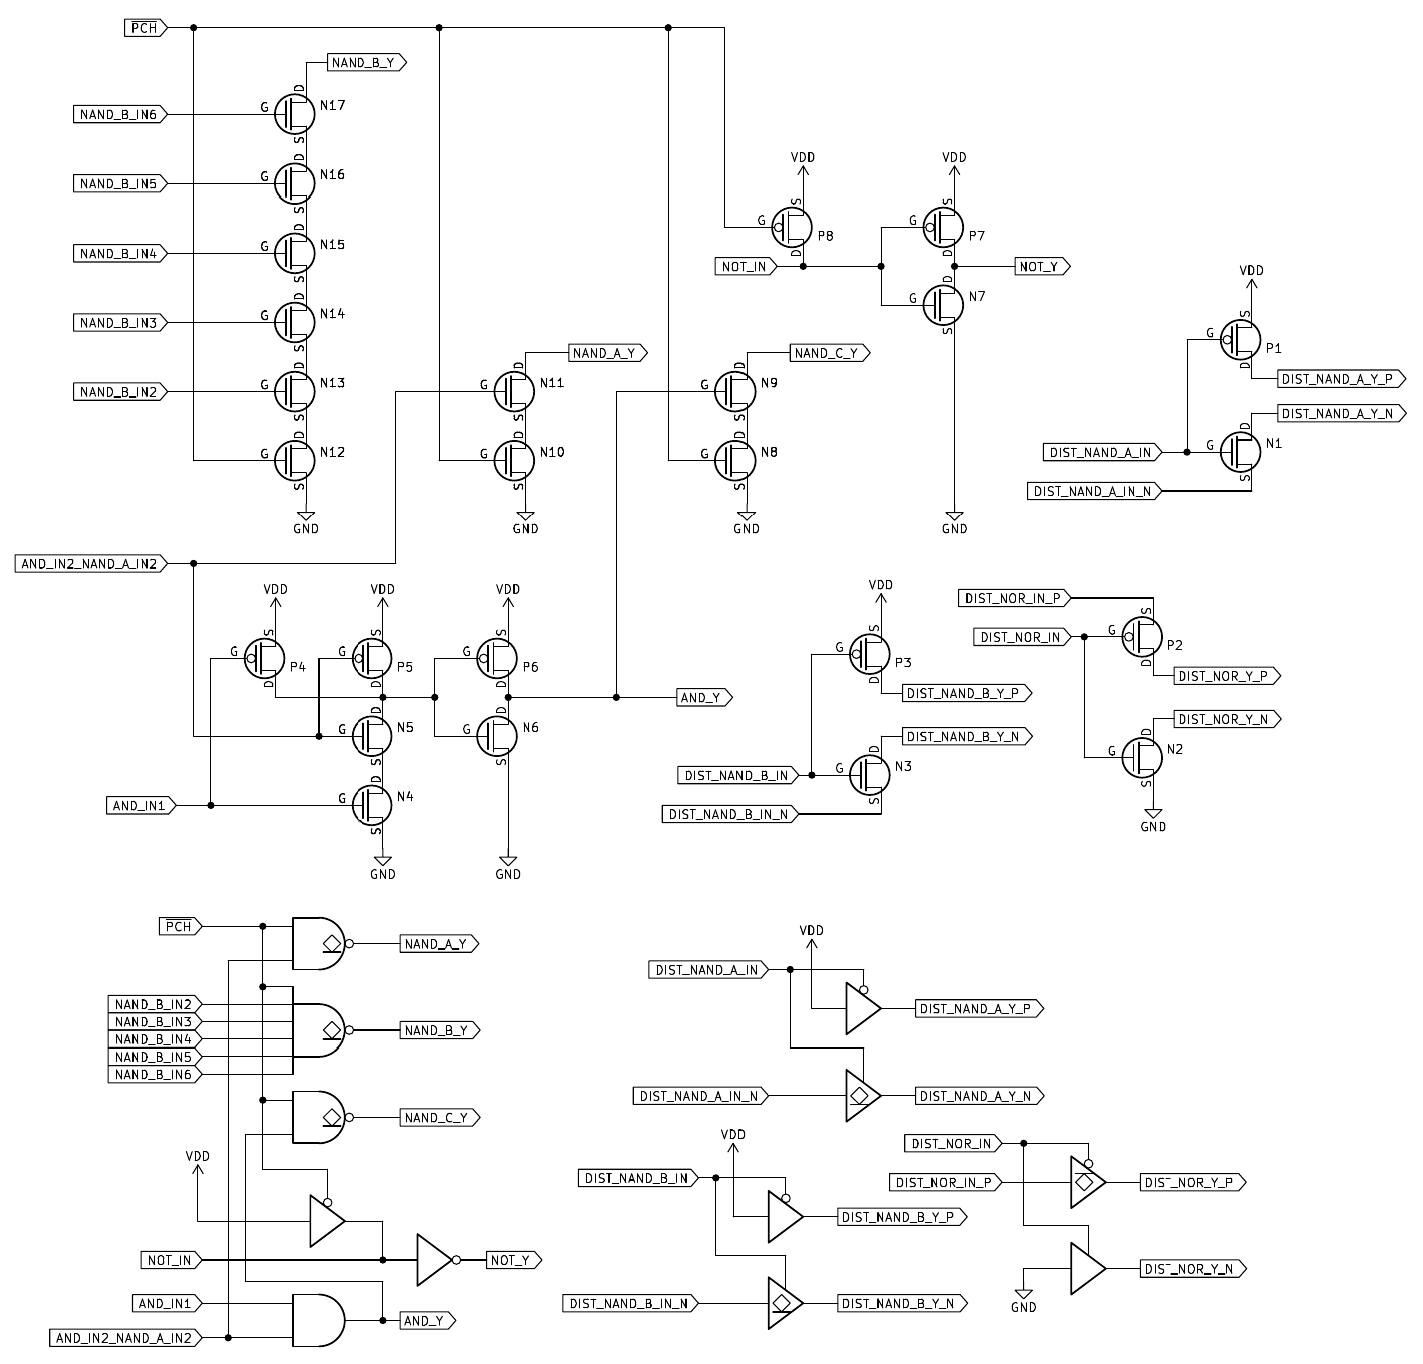 PCH
NAND_B_Y
D
G N17
NAND_B_IN6
S
D
G N16
NAND_B_IN5
S
D
G N15
NAND_B_IN4
S
D
G N14
NAND_B_IN3
S
D
G N13
NAND_B_IN2
S
D
G N12
S
GND
NAND_A_Y
D
G N11
S
D
G N10
S
GND
NAND_C_Y
D
G N9
S
D
G N8
S
GND
VDD
S
G P8
D
NOT_IN
VDD
S
G P7
D
NOT_Y
D
G N7
S
GND
VDD
S
G P1
D
DIST_NAND_A_Y_P
DIST_NAND_A_Y_N
D
G N1
DIST_NAND_A_IN
S
DIST_NAND_A_IN_N
AND_IN2_NAND_A_IN2
VDD
S
G P4
D
VDD
S
G P5
D
D
G N5
S
D
G N4
AND_IN1
S
GND
VDD
S
G P6
D
AND_Y
D
G N6
S
GND
VDD
S
G P3
D
DIST_NAND_B_Y_P
DIST_NAND_B_Y_N
D
G N3
DIST_NAND_B_IN
S
DIST_NAND_B_IN_N
DIST_NOR_IN_P
S
DIST_NOR_IN
G P2
D
DIST_NOR_Y_P
DIST_NOR_Y_N
D
G N2
S
GND
PCH
NAND_A_Y
NAND_B_IN2
NAND_B_IN3
NAND_B_IN4
NAND_B_IN5
NAND_B_IN6
NAND_B_Y
NAND_C_Y
VDD
NOT_IN
NOT_Y
AND_IN1
AND_Y
AND_IN2_NAND_A_IN2
VDD
DIST_NAND_A_IN
DIST_NAND_A_Y_P
DIST_NAND_A_IN_N
DIST_NAND_A_Y_N
VDD
DIST_NAND_B_IN
DIST_NAND_B_Y_P
DIST_NAND_B_IN_N
DIST_NAND_B_Y_N
DIST_NOR_IN
DIST_NOR_IN_P
DIST_NOR_Y_P
DIST_NOR_Y_N
GND